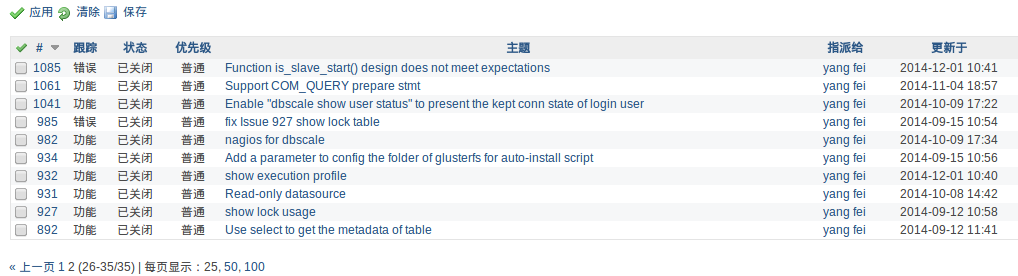 应用 清除 保存
# 跟踪 状态 优先级 主题 指派给 更新于
1085 错误 已关闭 普通 Function is_slave_start() design does not meet expectations yang fei 2014-12-01 10:41
1061 功能 已关闭 普通 Support COM_QUERY prepare stmt yang fei 2014-11-04 18:57
1041 功能 已关闭 普通 Enable "dbscale show user status" to present the kept conn state of login user yang fei 2014-10-09 17:22
985 错误 已关闭 普通 fix Issue 927 show lock table yang fei 2014-09-15 10:54
982 功能 已关闭 普通 nagios for dbscale yang fei 2014-10-09 17:34
934 功能 已关闭 普通 Add a parameter to config the folder of glusterfs for auto-install script yang fei 2014-09-15 10:56
932 功能 已关闭 普通 show execution profile yang fei 2014-12-01 10:40
931 功能 已关闭 普通 Read-only datasource yang fei 2014-10-08 14:42
927 功能 已关闭 普通 show lock usage yang fei 2014-09-12 10:58
892 功能 已关闭 普通 Use select to get the metadata of table yang fei 2014-09-12 11:41
« 上一页 1 2 (26-35/35) | 每页显示：25, 50, 100